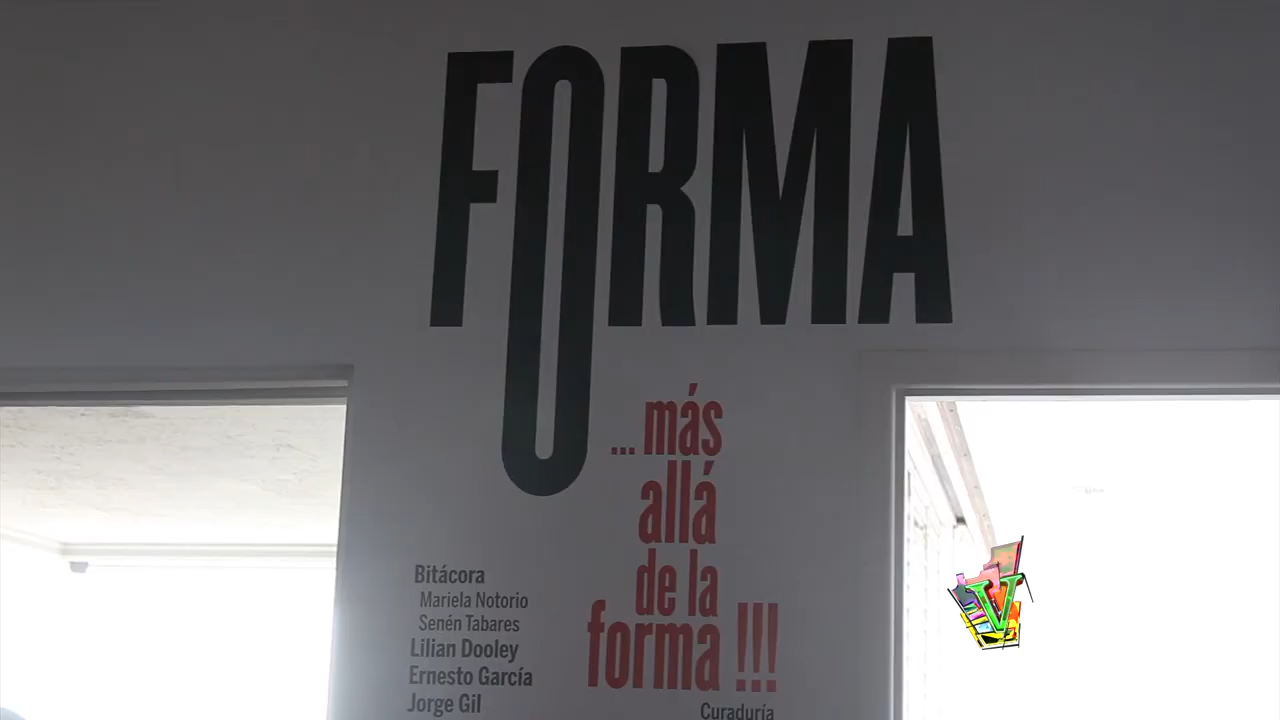 FORMA
... más
allá
de la
forma !!!
Bitácora
Mariela Notorio
Senén Tabares
Lilian Dooley
Ernesto García
Jorge Gil
Curaduría
V